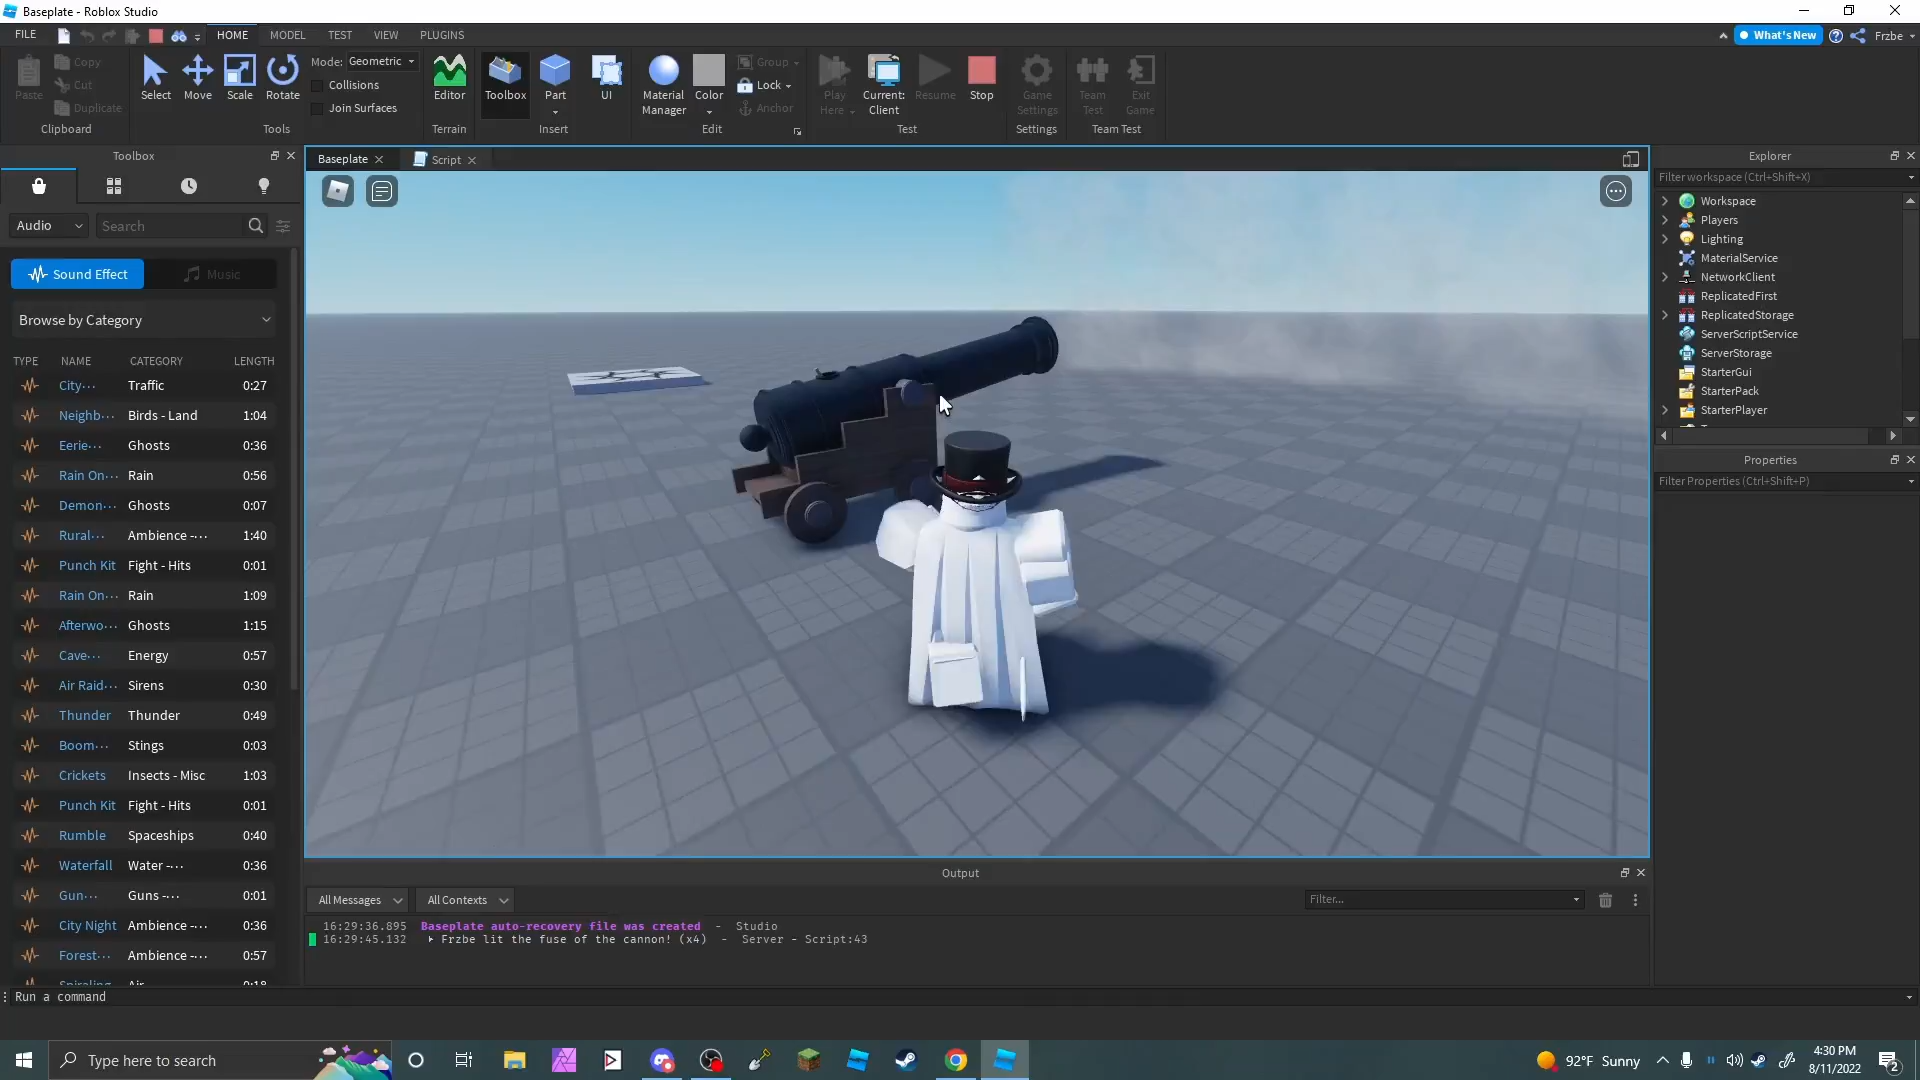 Baseplate - Roblox Studio
FILE HOME MODEL TEST VIEW PLUGINS What's New Frzbe
Paste Copy Cut Duplicate Clipboard
Select Move Scale Rotate Mode: Geometric Collisions Join Surfaces Tools
Editor Terrain
Toolbox Part UI Insert
Material Manager Color Group Lock Anchor Edit
Play Here Current: Client Resume Stop Test
Game Settings Settings
Team Test Exit Game Team Test
Toolbox
Audio Search
Sound Effect Music
Browse by Category
TYPE NAME CATEGORY LENGTH
City··· Traffic 0:27
Neighb··· Birds - Land 1:04
Eerie··· Ghosts 0:36
Rain On··· Rain 0:56
Demon··· Ghosts 0:07
Rural··· Ambience -··· 1:40
Punch Kit Fight - Hits 0:01
Rain On··· Rain 1:09
Afterwo··· Ghosts 1:15
Cave··· Energy 0:57
Air Raid··· Sirens 0:30
Thunder Thunder 0:49
Boom··· Stings 0:03
Crickets Insects - Misc 1:03
Punch Kit Fight - Hits 0:01
Rumble Spaceships 0:40
Waterfall Water -··· 0:36
Gun··· Guns -··· 0:01
City Night Ambience -··· 0:36
Forest··· Ambience -··· 0:57
Spiraling Air 0:18
Baseplate Script
Explorer
Filter workspace (Ctrl+Shift+X)
Workspace
Players
Lighting
MaterialService
NetworkClient
ReplicatedFirst
ReplicatedStorage
ServerScriptService
ServerStorage
StarterGui
StarterPack
StarterPlayer
Properties
Filter Properties (Ctrl+Shift+P)
Output
All Messages All Contexts Filter...
16:29:36.895 Baseplate auto-recovery file was created - Studio
16:29:45.132 Frzbe lit the fuse of the cannon! (x4) - Server - Script:43
Run a command
Type here to search
92°F Sunny
4:30 PM
8/11/2022
2